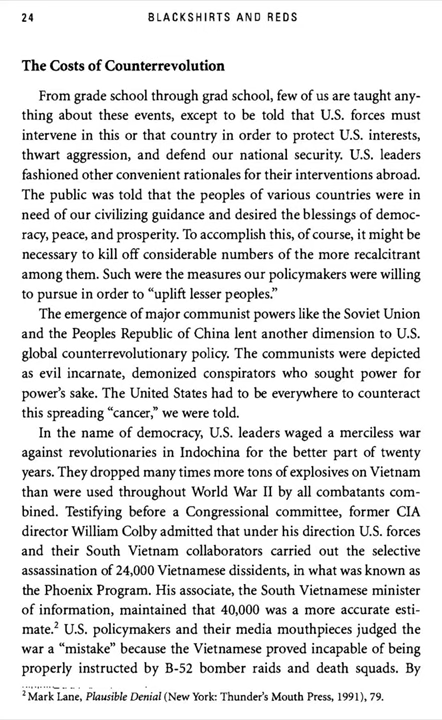 24 BLACKSHIRTS AND REDS
The Costs of Counterrevolution
From grade school through grad school, few of us are taught any-
thing about these events, except to be told that U.S. forces must
intervene in this or that country in order to protect U.S. interests,
thwart aggression, and defend our national security. U.S. leaders
fashioned other convenient rationales for their interventions abroad.
The public was told that the peoples of various countries were in
need of our civilizing guidance and desired the blessings of democ-
racy, peace, and prosperity. To accomplish this, of course, it might be
necessary to kill off considerable numbers of the more recalcitrant
among them. Such were the measures our policymakers were willing
to pursue in order to “uplift lesser peoples.”
The emergence of major communist powers like the Soviet Union
and the Peoples Republic of China lent another dimension to U.S.
global counterrevolutionary policy. The communists were depicted
as evil incarnate, demonized conspirators who sought power for
power’s sake. The United States had to be everywhere to counteract
this spreading “cancer,” we were told.
In the name of democracy, U.S. leaders waged a merciless war
against revolutionaries in Indochina for the better part of twenty
years. They dropped many times more tons of explosives on Vietnam
than were used throughout World War II by all combatants com-
bined. Testifying before a Congressional committee, former CIA
director William Colby admitted that under his direction U.S. forces
and their South Vietnam collaborators carried out the selective
assassination of 24,000 Vietnamese dissidents, in what was known as
the Phoenix Program. His associate, the South Vietnamese minister
of information, maintained that 40,000 was a more accurate esti-
mate.² U.S. policymakers and their media mouthpieces judged the
war a “mistake” because the Vietnamese proved incapable of being
properly instructed by B-52 bomber raids and death squads. By
² Mark Lane, Plausible Denial (New York: Thunder’s Mouth Press, 1991), 79.